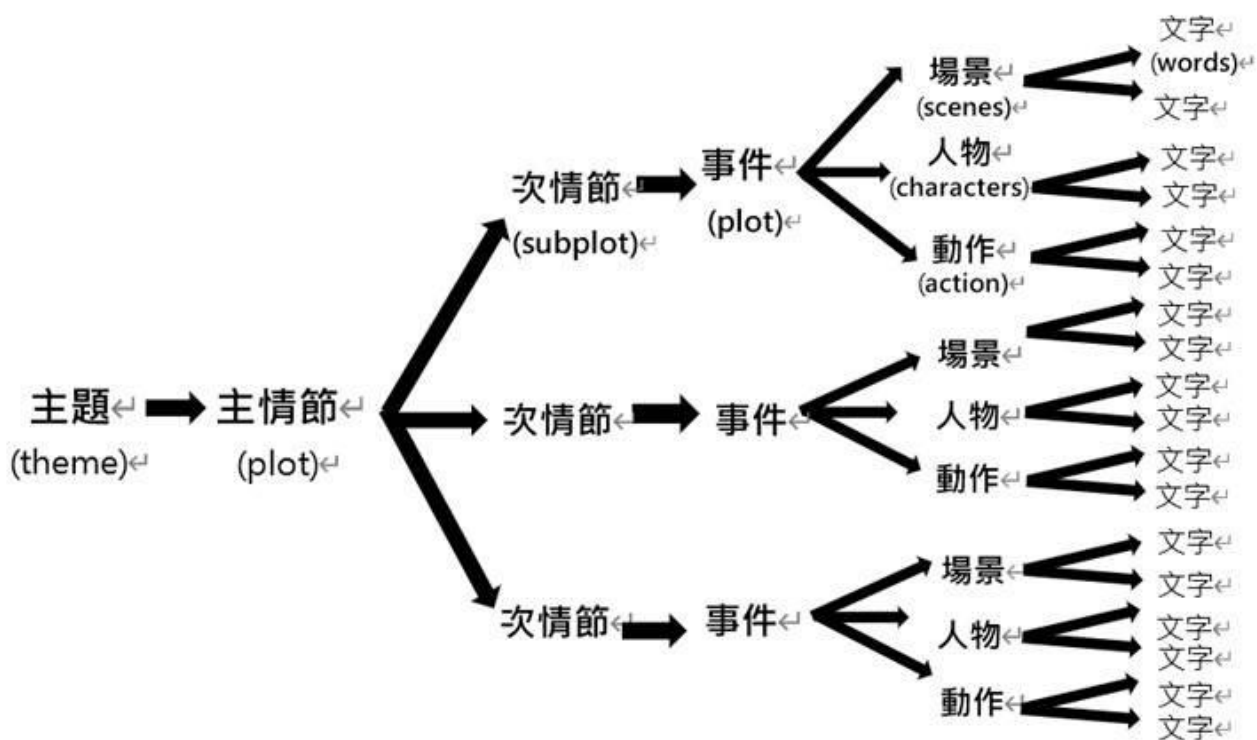 主題↵
(theme)↵
主情節↵
(plot)↵
次情節↵
(subplot)↵
事件↵
(plot)↵
場景↵
(scenes)↵
文字↵
(words)↵
文字↵
人物↵
(characters)
文字↵
文字↵
動作↵
(action)↵
文字↵
文字↵
次情節↵
事件↵
場景↵
文字↵
文字↵
人物↵
文字↵
文字↵
動作↵
文字↵
文字↵
次情節↵
事件↵
場景↵
文字↵
文字↵
人物↵
文字↵
文字↵
動作↵
文字↵
文字↵